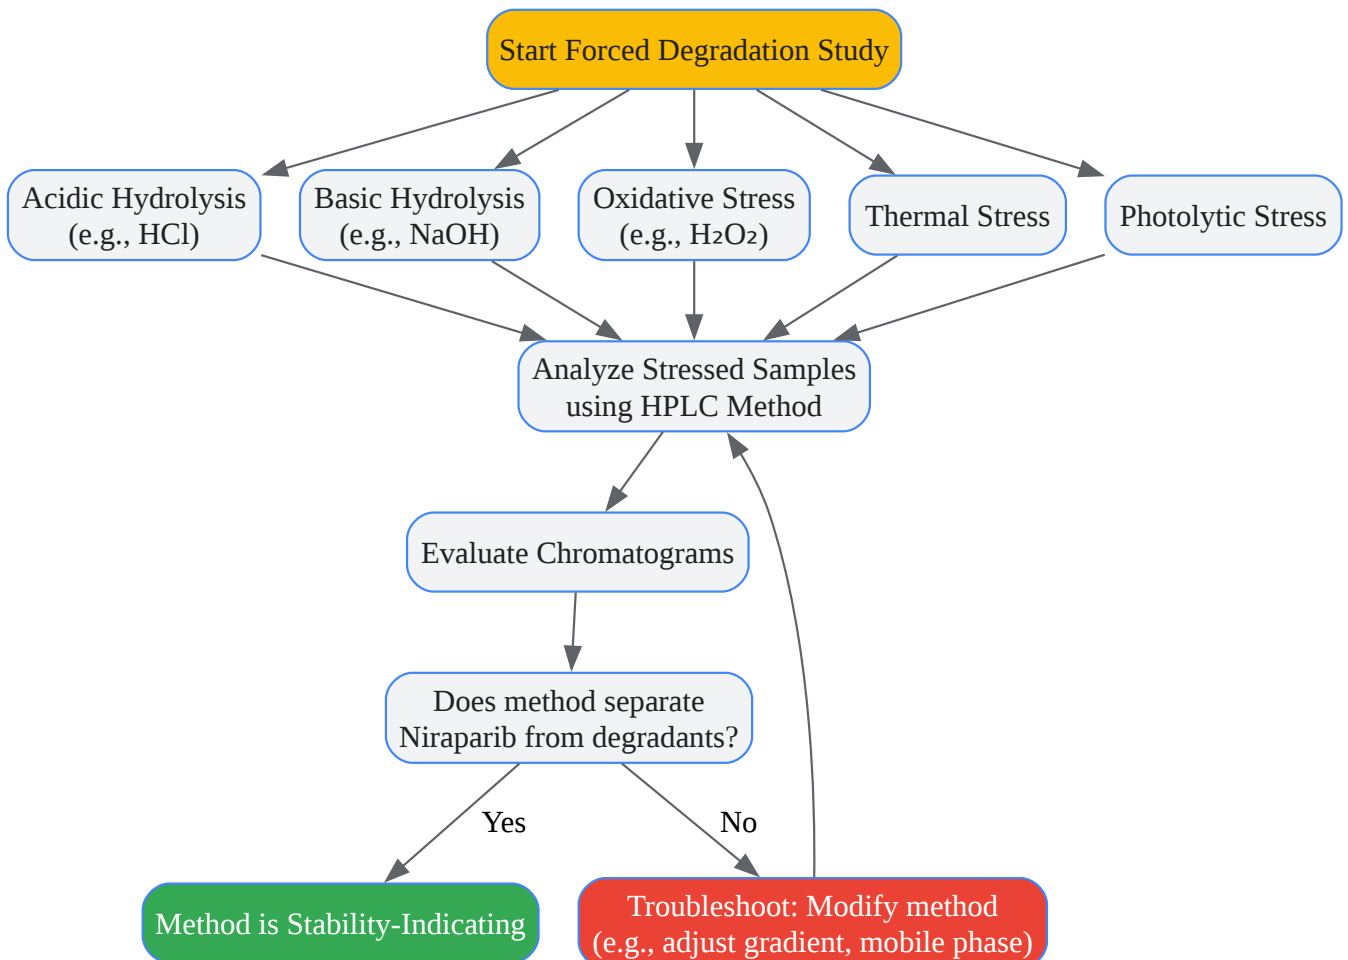 Start Forced Degradation Study
Acidic Hydrolysis
(e.g., HCl)
Basic Hydrolysis
(e.g., NaOH)
Oxidative Stress
(e.g., H₂O₂)
Thermal Stress
Photolytic Stress
Analyze Stressed Samples
using HPLC Method
Evaluate Chromatograms
Does method separate
Niraparib from degradants?
Yes
No
Method is Stability-Indicating
Troubleshoot: Modify method
(e.g., adjust gradient, mobile phase)